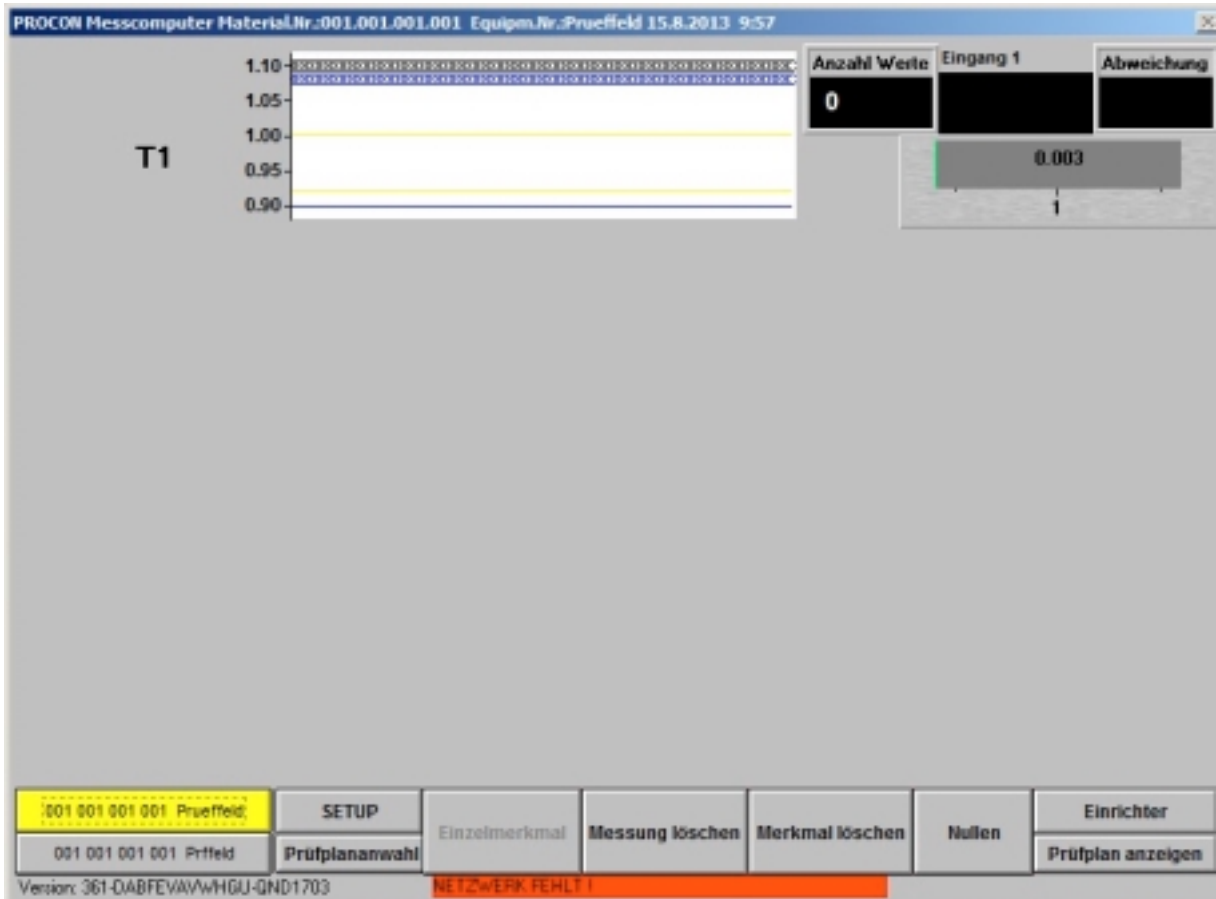 PROCON Messcomputer Material.Nr.:001.001.001.001 Equipm.Nr.:Prueffeld 15.8.2013 9:57
T1
1.10
1.05
1.00
0.95
0.90
Anzahl Werte
0
Eingang 1
Abweichung
0.003
1
001 001 001 001 Prueffeld
001 001 001 001 Prffeld
SETUP
Prüfplananwahl
Einzelmerkmal
Messung löschen
Merkmal löschen
Nullen
Einrichter
Prüfplan anzeigen
Version: 361-DABFEVAVWHGU-QND1703
NETZWERK FEHLT !